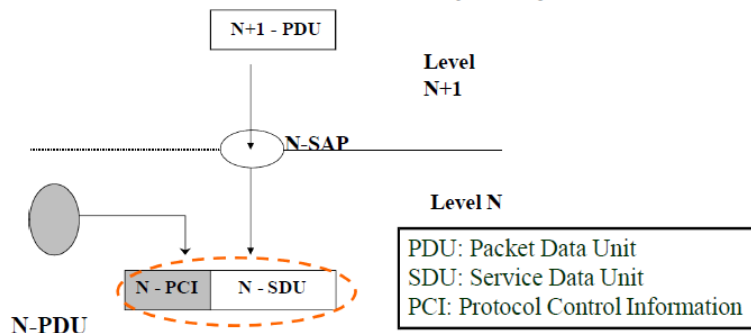 N+1 - PDU
Level
N+1
N-SAP
Level N
PDU: Packet Data Unit
SDU: Service Data Unit
PCI: Protocol Control Information
N - PCI
N - SDU
N-PDU